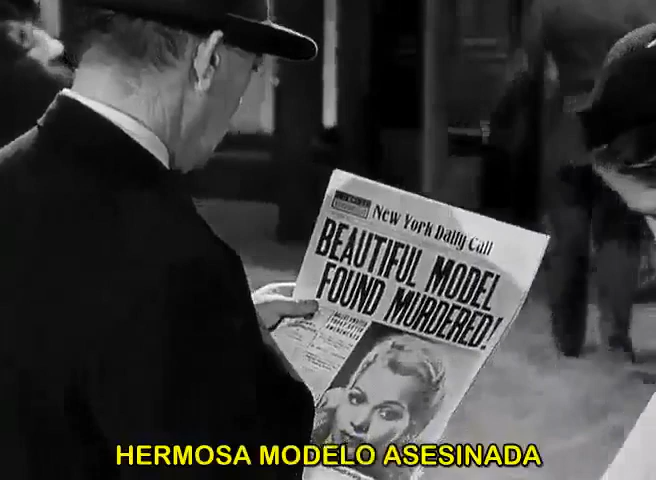 New York Daily Call
BEAUTIFUL MODEL
FOUND MURDERED!
HERMOSA MODELO ASESINADA